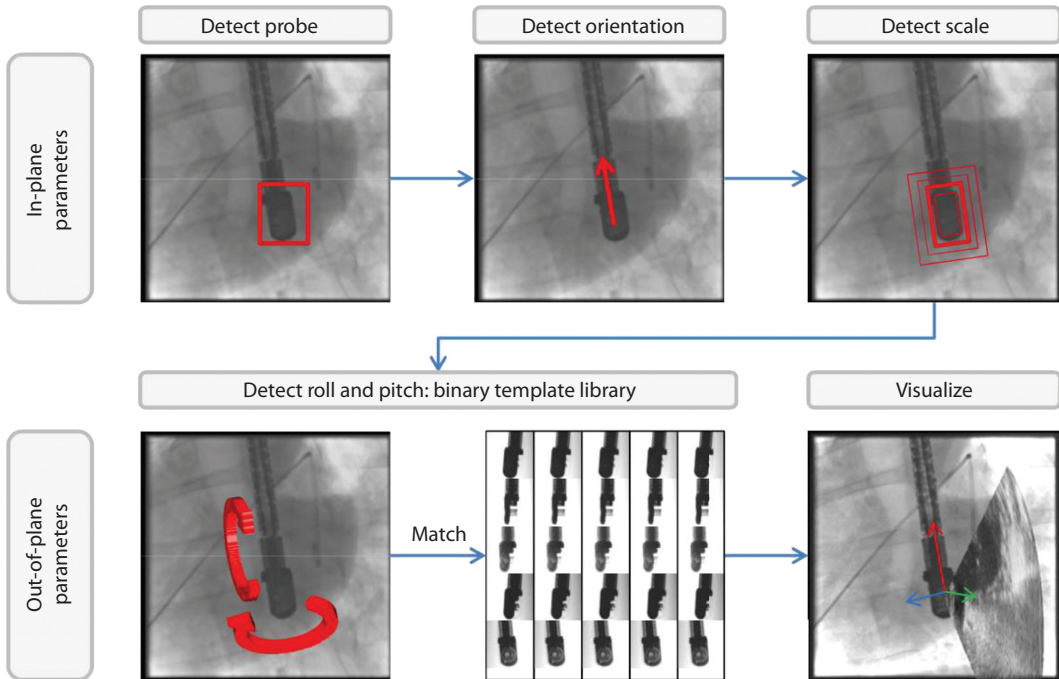 Detect probe
Detect orientation
Detect scale
In-plane
parameters
Detect roll and pitch: binary template library
Visualize
Out-of-plane
parameters
Match